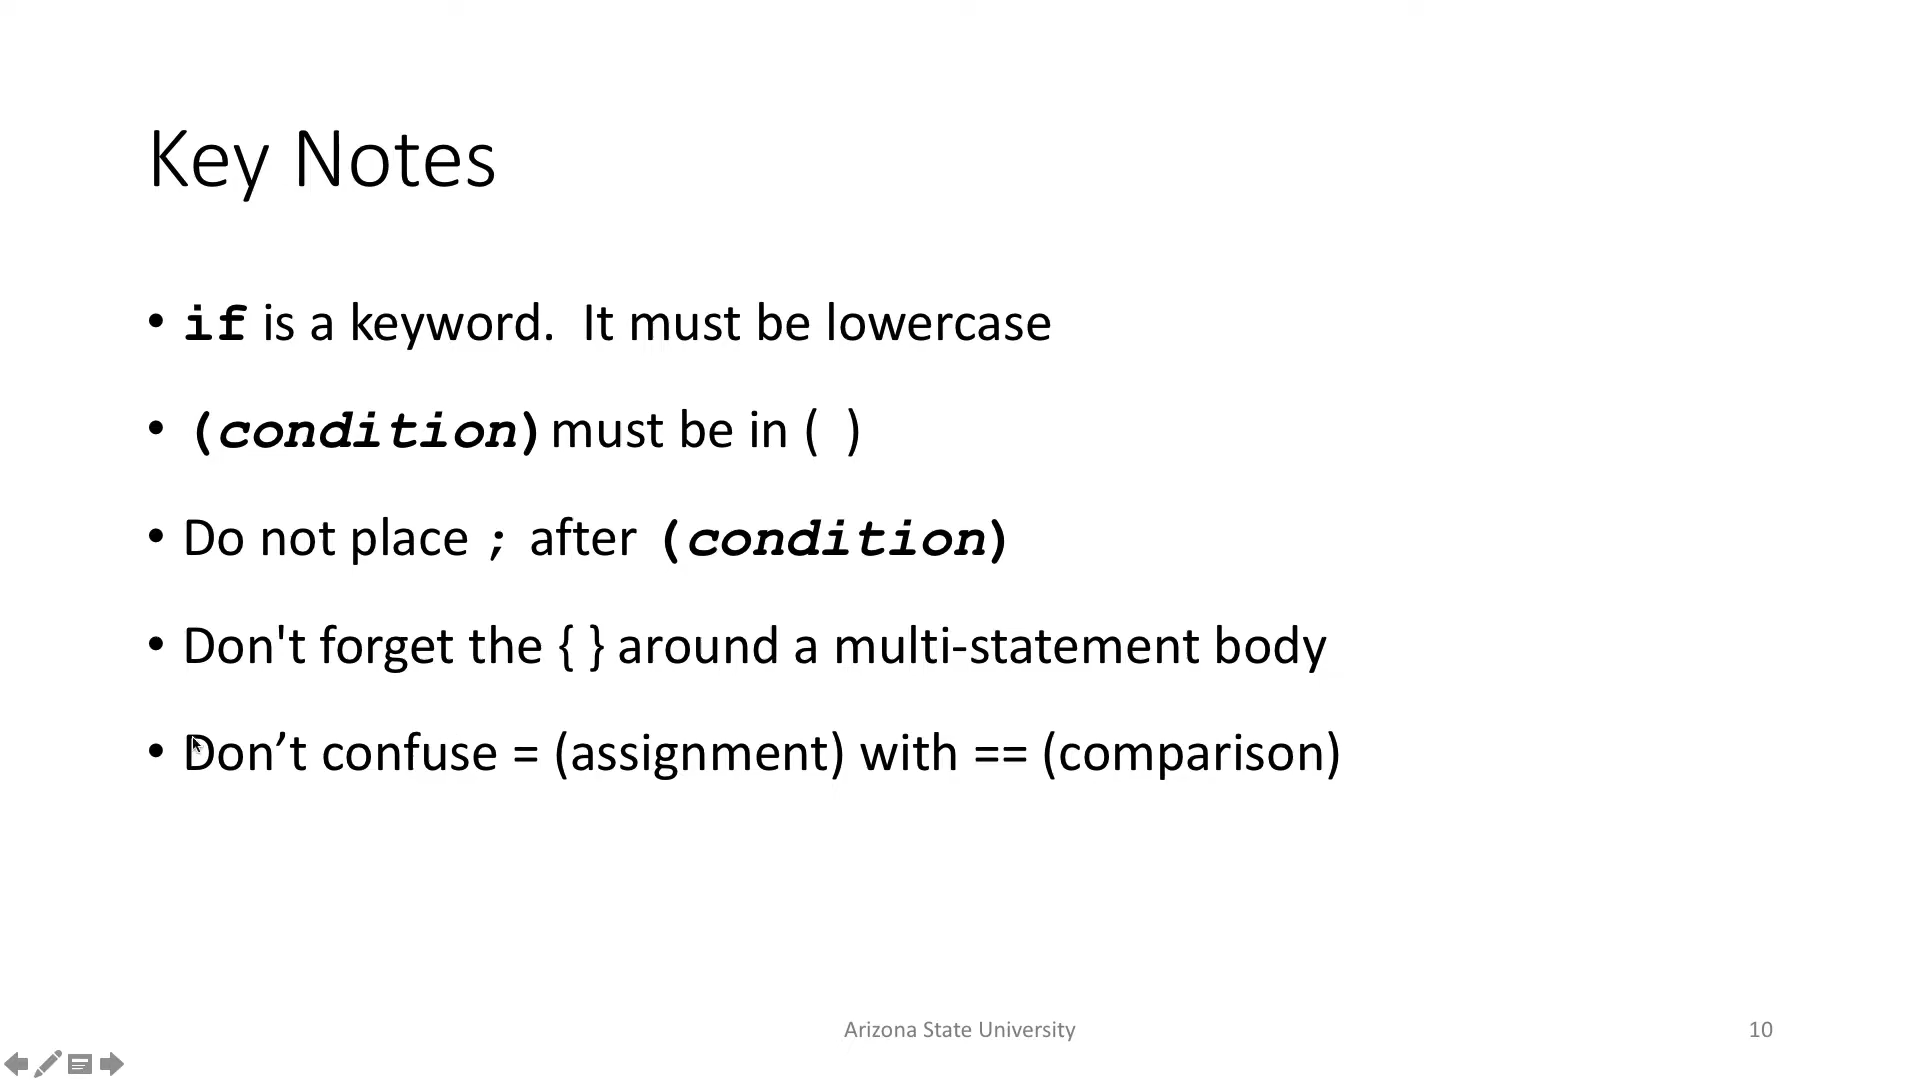 Key Notes
• if is a keyword.  It must be lowercase
• (condition) must be in (  )
• Do not place ; after (condition)
• Don't forget the { } around a multi-statement body
• Don’t confuse = (assignment) with == (comparison)
Arizona State University
10